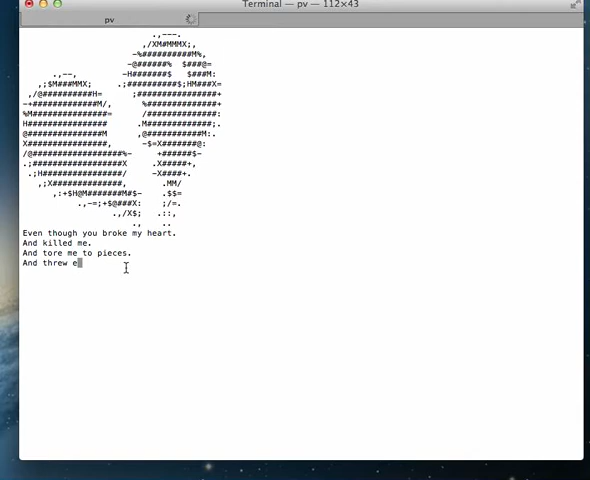 Terminal — pv — 112×43
pv
Even though you broke my heart.
And killed me.
And tore me to pieces.
And threw e